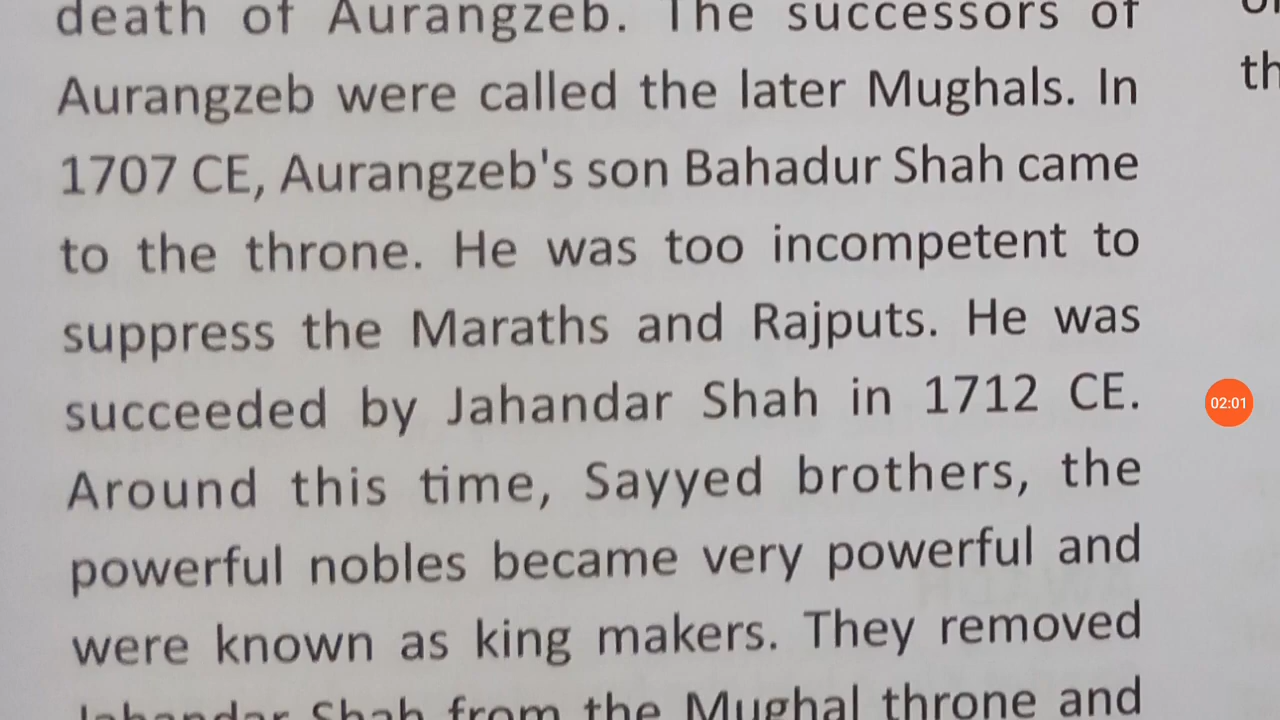 death of Aurangzeb. The successors of
Aurangzeb were called the later Mughals. In
1707 CE, Aurangzeb's son Bahadur Shah came
to the throne. He was too incompetent to
suppress the Maraths and Rajputs. He was
succeeded by Jahandar Shah in 1712 CE.
Around this time, Sayyed brothers, the
powerful nobles became very powerful and
were known as king makers. They removed
Jahandar Shah from the Mughal throne and
th
02:01